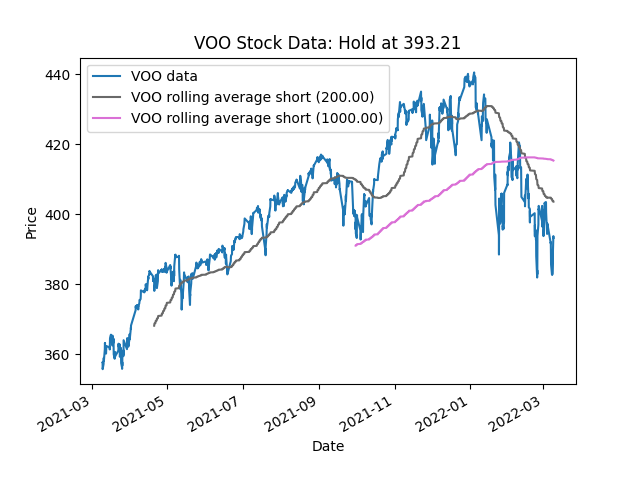 VOO Stock Data: Hold at 393.21
VOO data
VOO rolling average short (200.00)
VOO rolling average short (1000.00)
Price
440
420
400
380
360
2021-03
2021-05
2021-07
2021-09
2021-11
2022-01
2022-03
Date